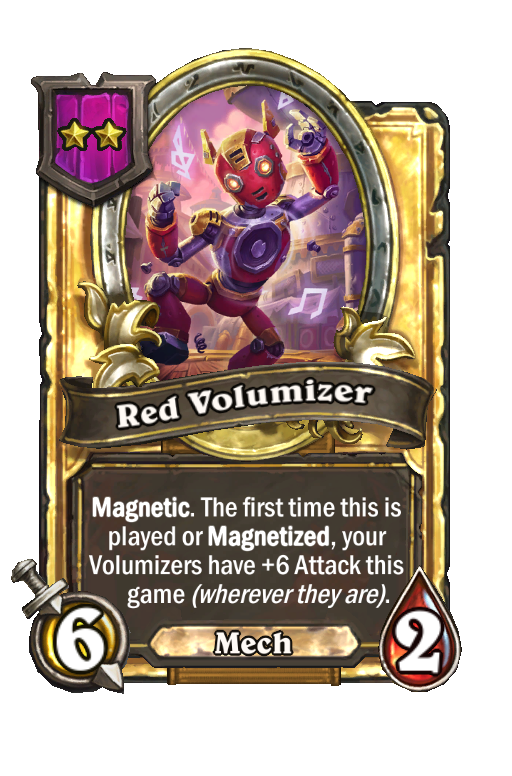 Red Volumizer
Magnetic. The first time this is
played or Magnetized, your
Volumizers have +6 Attack this
game (wherever they are).
6
Mech
2